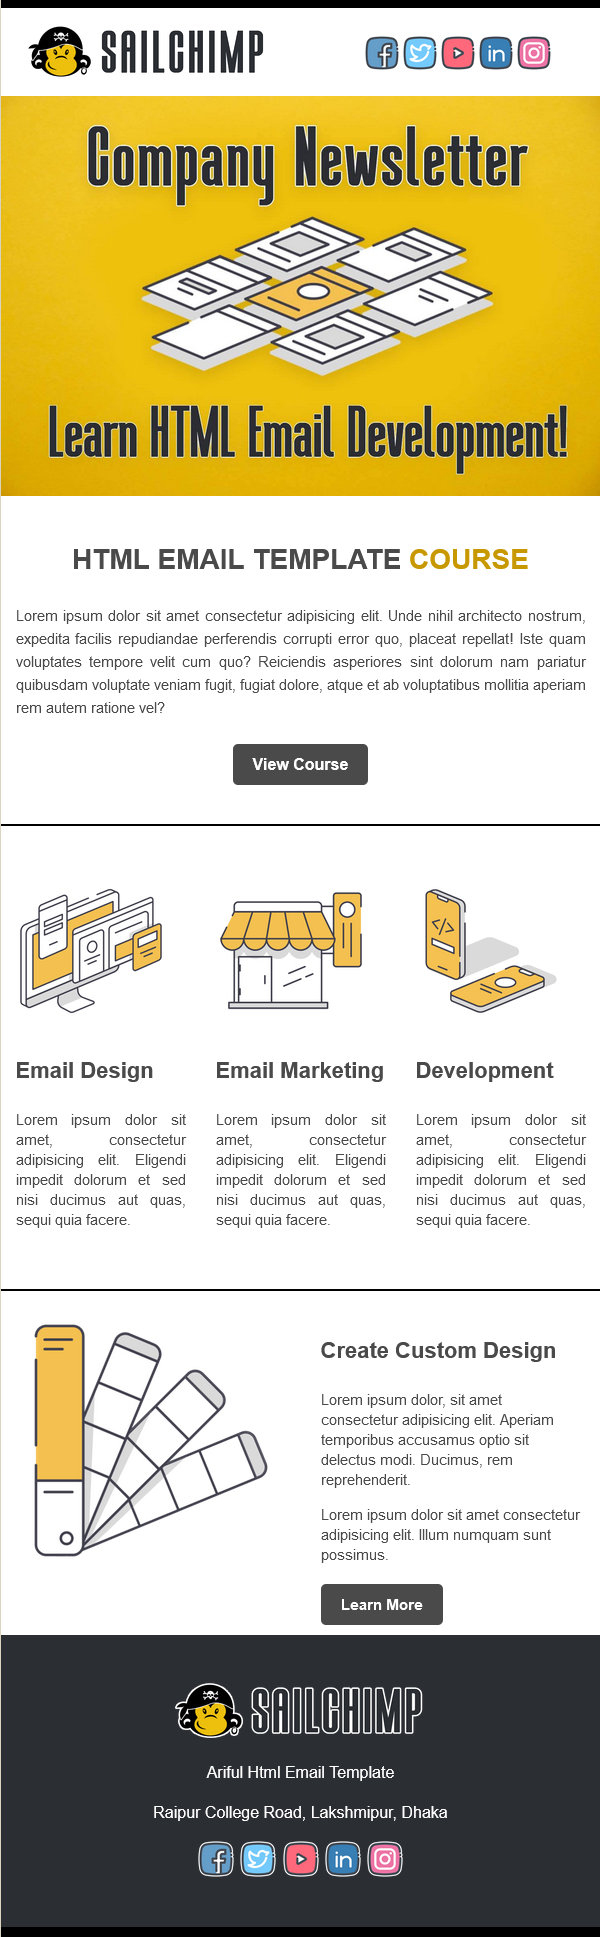 SAILCHIMP
Company Newsletter
Learn HTML Email Development!
HTML EMAIL TEMPLATE COURSE
Lorem ipsum dolor sit amet consectetur adipisicing elit. Unde nihil architecto nostrum,
expedita facilis repudiandae perferendis corrupti error quo, placeat repellat! Iste quam
voluptates tempore velit cum quo? Reiciendis asperiores sint dolorum nam pariatur
quibusdam voluptate veniam fugit, fugiat dolore, atque et ab voluptatibus mollitia aperiam
rem autem ratione vel?
View Course
Email Design
Lorem ipsum dolor sit
amet, consectetur
adipisicing elit. Eligendi
impedit dolorum et sed
nisi ducimus aut quas,
sequi quia facere.
Email Marketing
Lorem ipsum dolor sit
amet, consectetur
adipisicing elit. Eligendi
impedit dolorum et sed
nisi ducimus aut quas,
sequi quia facere.
</> 
Development
Lorem ipsum dolor sit
amet, consectetur
adipisicing elit. Eligendi
impedit dolorum et sed
nisi ducimus aut quas,
sequi quia facere.
Create Custom Design
Lorem ipsum dolor, sit amet
consectetur adipisicing elit. Aperiam
temporibus accusamus optio sit
delectus modi. Ducimus, rem
reprehenderit.
Lorem ipsum dolor sit amet consectetur
adipisicing elit. Illum numquam sunt
possimus.
Learn More
SAILCHIMP
Ariful Html Email Template
Raipur College Road, Lakshmipur, Dhaka